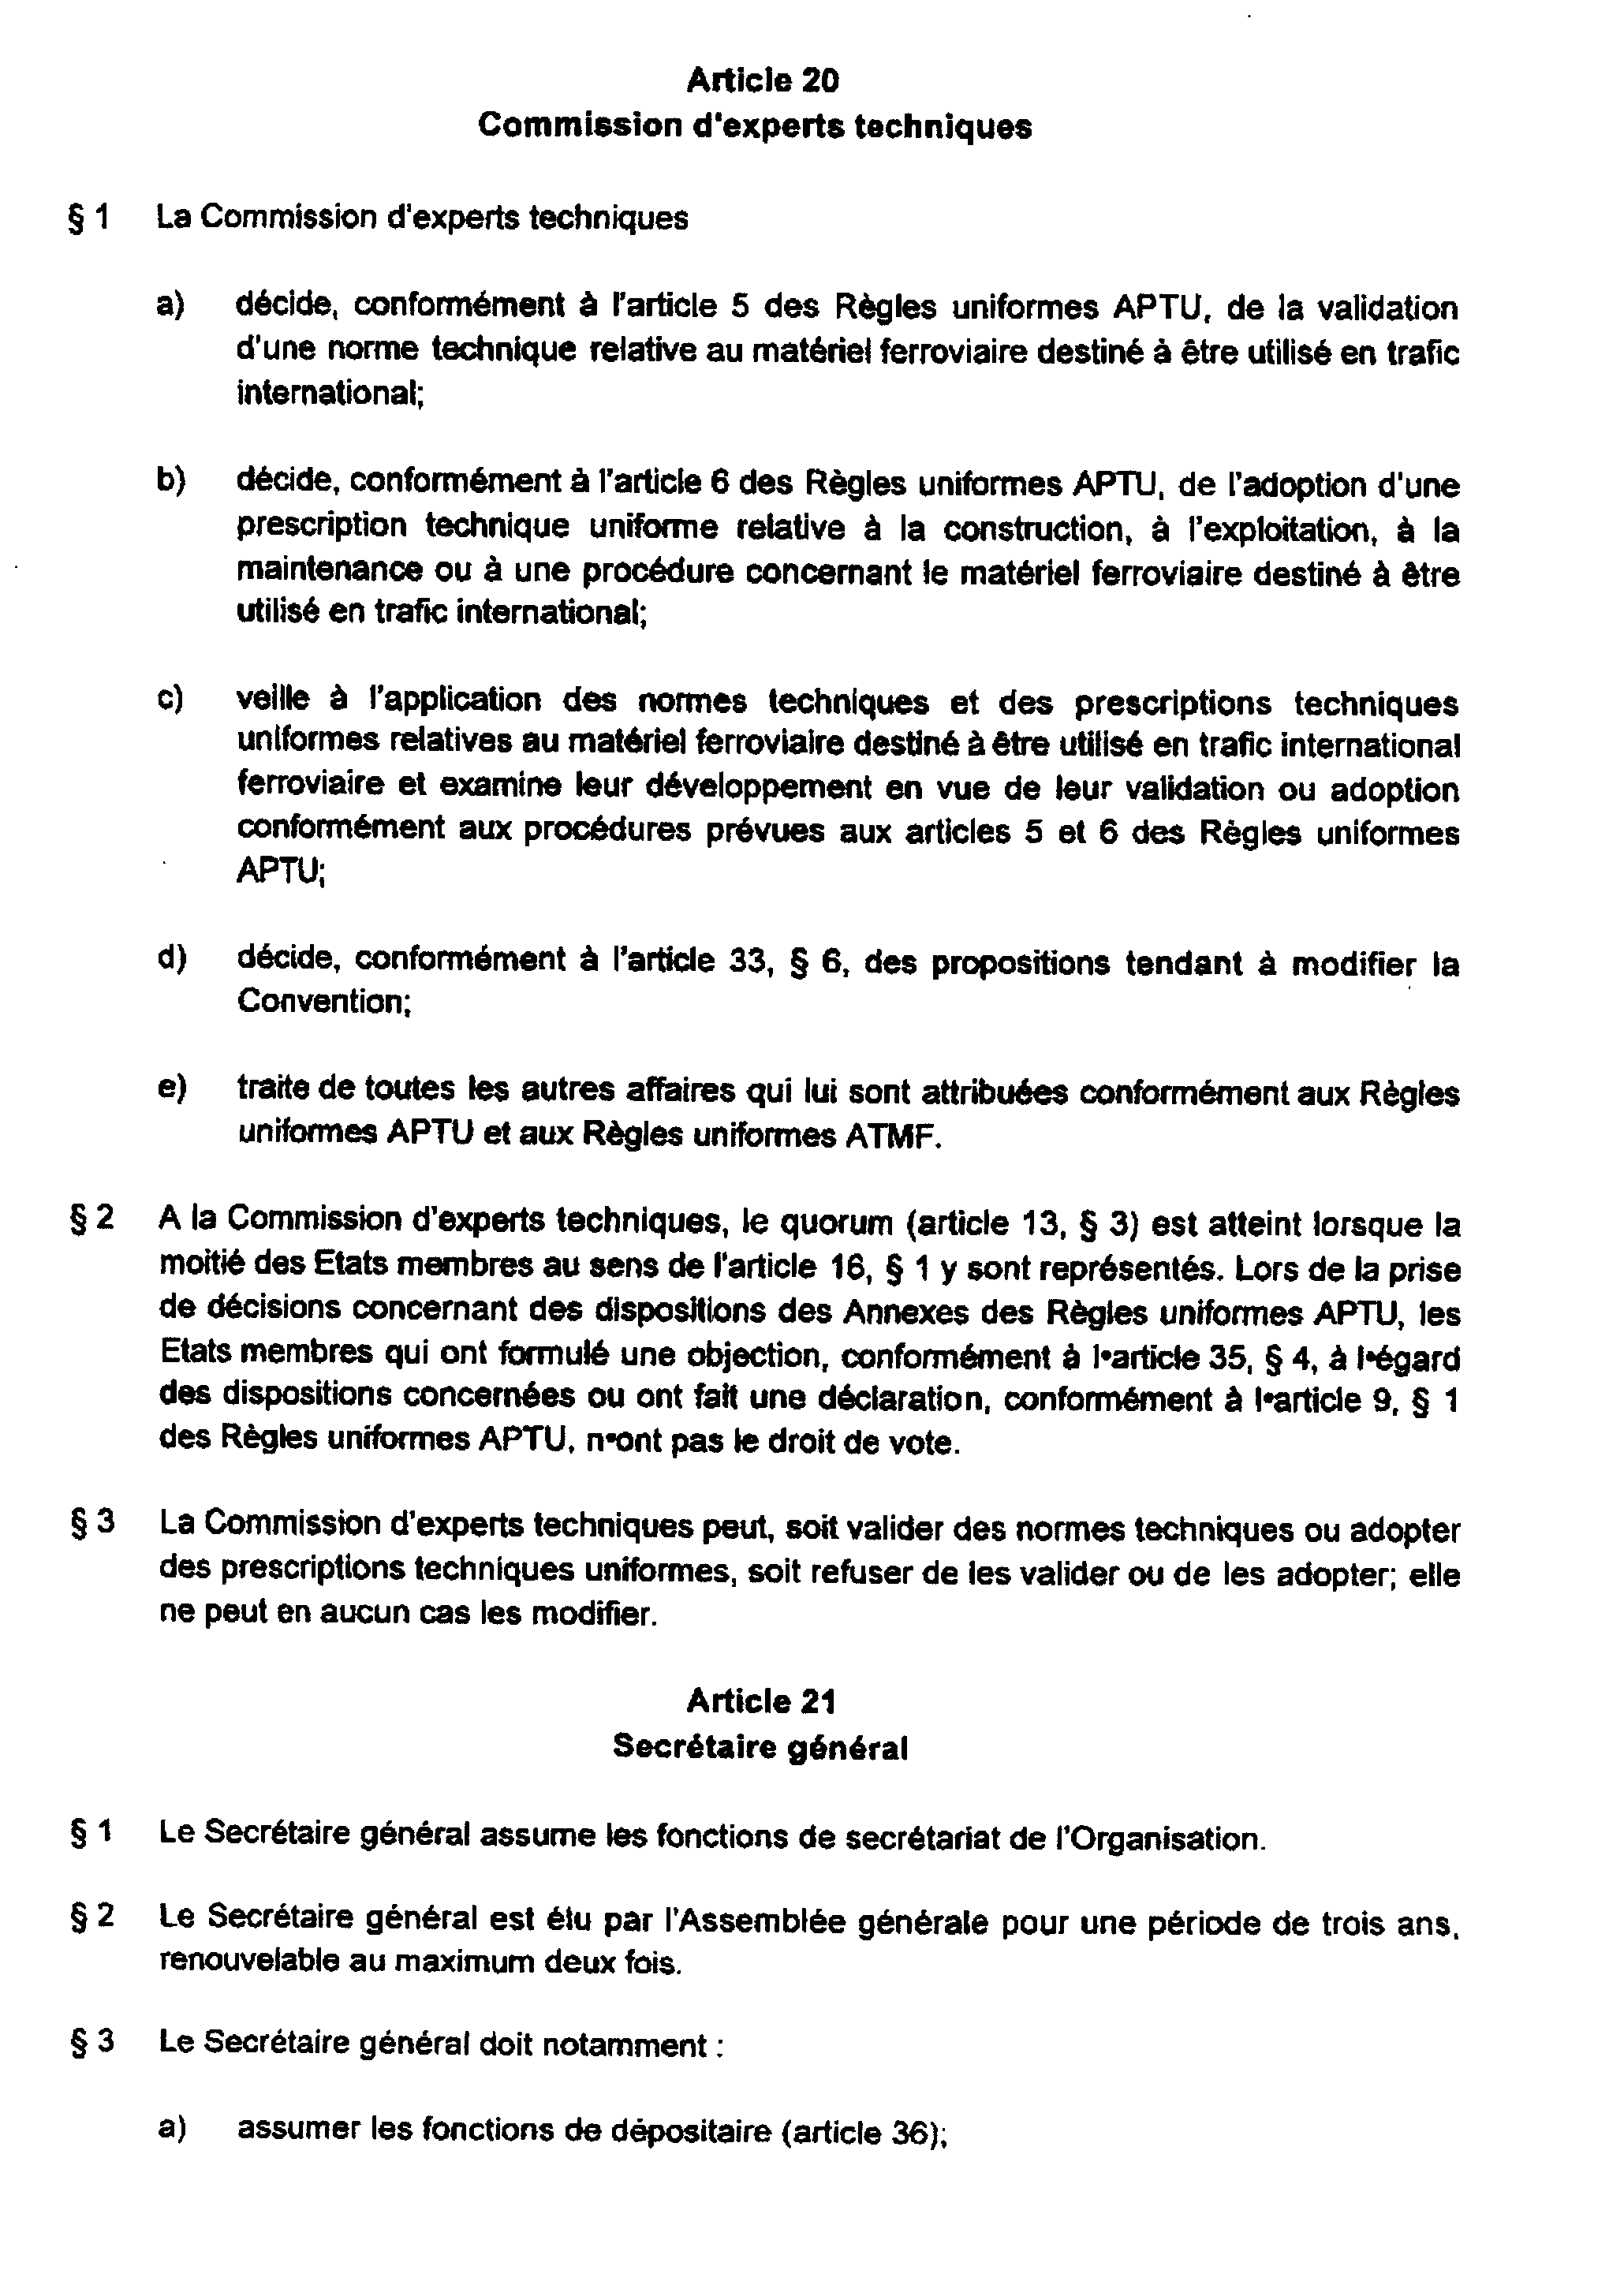 Article 20
Commission d'experts techniques
§ 1 La Commission d'experts techniques
a) décide, conformément à l'article 5 des Règles uniformes APTU, de la validation
d'une norme technique relative au matériel ferroviaire destiné à être utilisé en trafic
international;
b) décide, conformément à l'article 6 des Règles uniformes APTU, de l'adoption d'une
prescription technique uniforme relative à la construction, à l'exploitation, à la
maintenance ou à une procédure concernant le matériel ferroviaire destiné à être
utilisé en trafic international;
c) veille à l'application des normes techniques et des prescriptions techniques
uniformes relatives au matériel ferroviaire destiné à être utilisé en trafic international
ferroviaire et examine leur développement en vue de leur validation ou adoption
conformément aux procédures prévues aux articles 5 et 6 des Règles uniformes
APTU;
d) décide, conformément à l'article 33, § 6, des propositions tendant à modifier la
Convention;
e) traite de toutes les autres affaires qui lui sont attribuées conformément aux Règles
uniformes APTU et aux Règles uniformes ATMF.
§ 2 A la Commission d'experts techniques, le quorum (article 13, § 3) est atteint lorsque la
moitié des Etats membres au sens de l'article 16, § 1 y sont représentés. Lors de la prise
de décisions concernant des dispositions des Annexes des Règles uniformes APTU, les
Etats membres qui ont formulé une objection, conformément à l•article 35, § 4, à l•égard
des dispositions concernées ou ont fait une déclaration, conformément à l•article 9, § 1
des Règles uniformes APTU, n•ont pas le droit de vote.
§ 3 La Commission d'experts techniques peut, soit valider des normes techniques ou adopter
des prescriptions techniques uniformes, soit refuser de les valider ou de les adopter; elle
ne peut en aucun cas les modifier.
Article 21
Secrétaire général
§ 1 Le Secrétaire général assume les fonctions de secrétariat de l'Organisation.
§ 2 Le Secrétaire général est élu par l'Assemblée générale pour une période de trois ans,
renouvelable au maximum deux fois.
§ 3 Le Secrétaire général doit notamment :
a) assumer les fonctions de dépositaire (article 36);